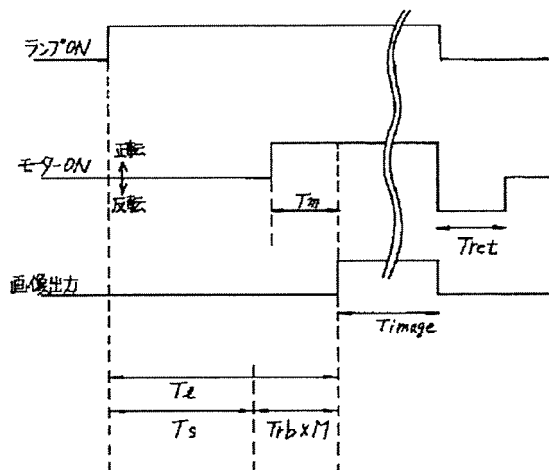 ランプON
正転
モーターON
反転
Tm
Tret
画像出力
Timage
Tl
Ts
Trb×M